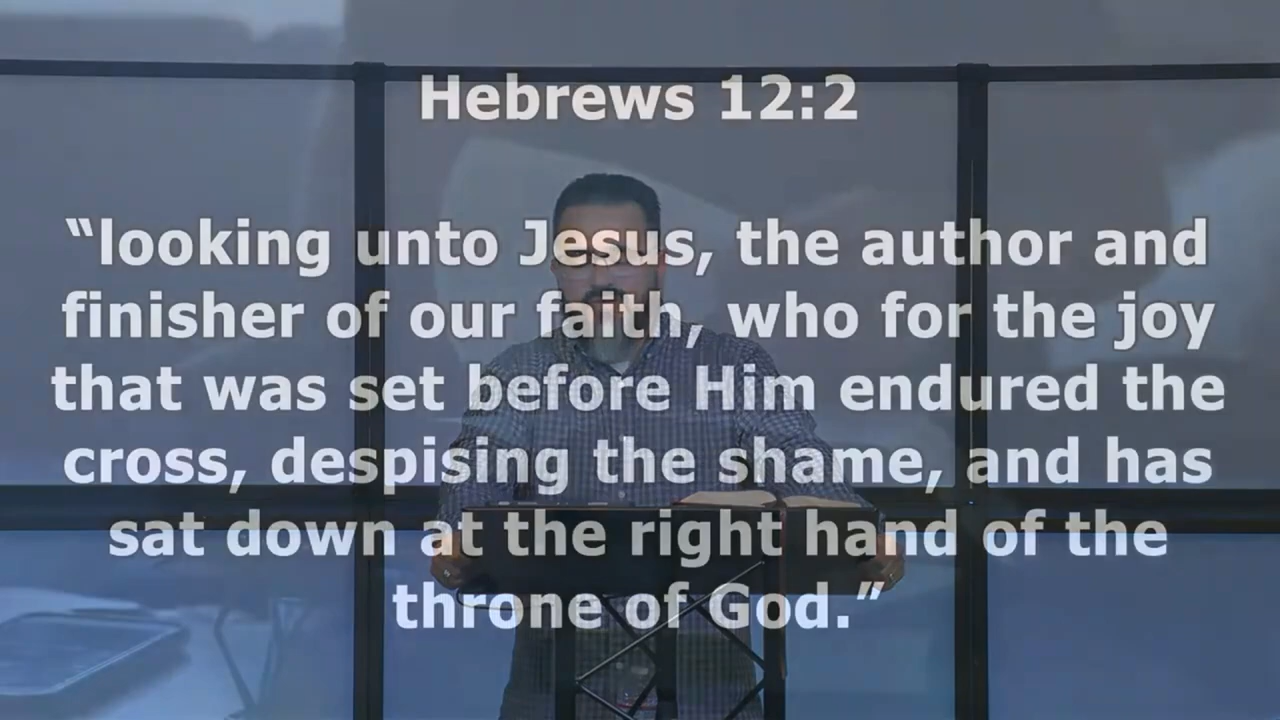 Hebrews 12:2
“looking unto Jesus, the author and
finisher of our faith, who for the joy
that was set before Him endured the
cross, despising the shame, and has
sat down at the right hand of the
throne of God.”